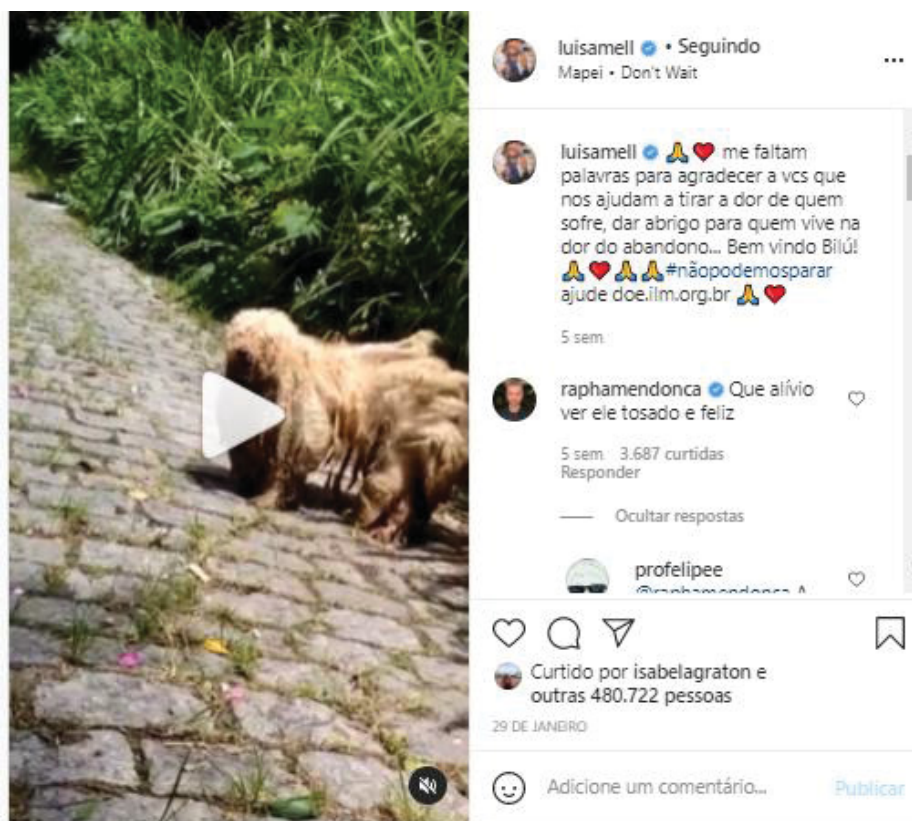 luisamell • Seguindo
Mapei • Don't Wait
luisamell 🙏❤️ me faltam
palavras para agradecer a vcs que
nos ajudam a tirar a dor de quem
sofre, dar abrigo para quem vive na
dor do abandono... Bem vindo Bilú!
🙏❤️🙏🙏#nãopodemosparar
ajude doe.ilm.org.br 🙏❤️
5 sem
raphamendonca Que alívio
ver ele tosado e feliz
5 sem 3.687 curtidas
Responder
Ocultar respostas
profelipee
@raphamendonca A
Curtido por isabelagraton e
outras 480.722 pessoas
29 DE JANEIRO
Adicione um comentário...
Publicar